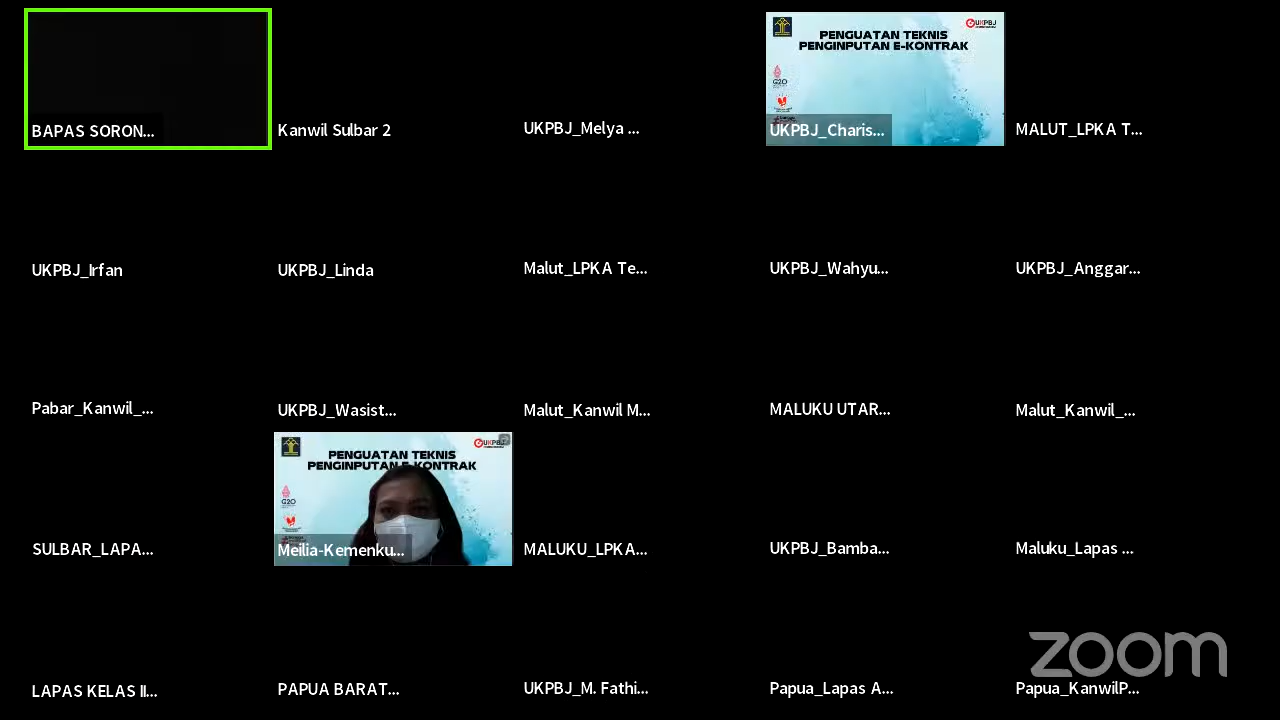 PENGUATAN TEKNIS
PENGINPUTAN E-KONTRAK
UKPBJ
G20
BAPAS SORON...
Kanwil Sulbar 2
UKPBJ_Melya ...
UKPBJ_Charis...
MALUT_LPKA T...
UKPBJ_Irfan
UKPBJ_Linda
Malut_LPKA Te...
UKPBJ_Wahyu...
UKPBJ_Anggar...
Pabar_Kanwil_...
UKPBJ_Wasist...
Malut_Kanwil M...
MALUKU UTAR...
Malut_Kanwil_...
PENGUATAN TEKNIS
PENGINPUTAN E-KONTRAK
UKPBJ
G20
SULBAR_LAPA...
Meilia-Kemenku...
MALUKU_LPKA...
UKPBJ_Bamba...
Maluku_Lapas ...
zoom
LAPAS KELAS II...
PAPUA BARAT...
UKPBJ_M. Fathi...
Papua_Lapas A...
Papua_KanwilP...